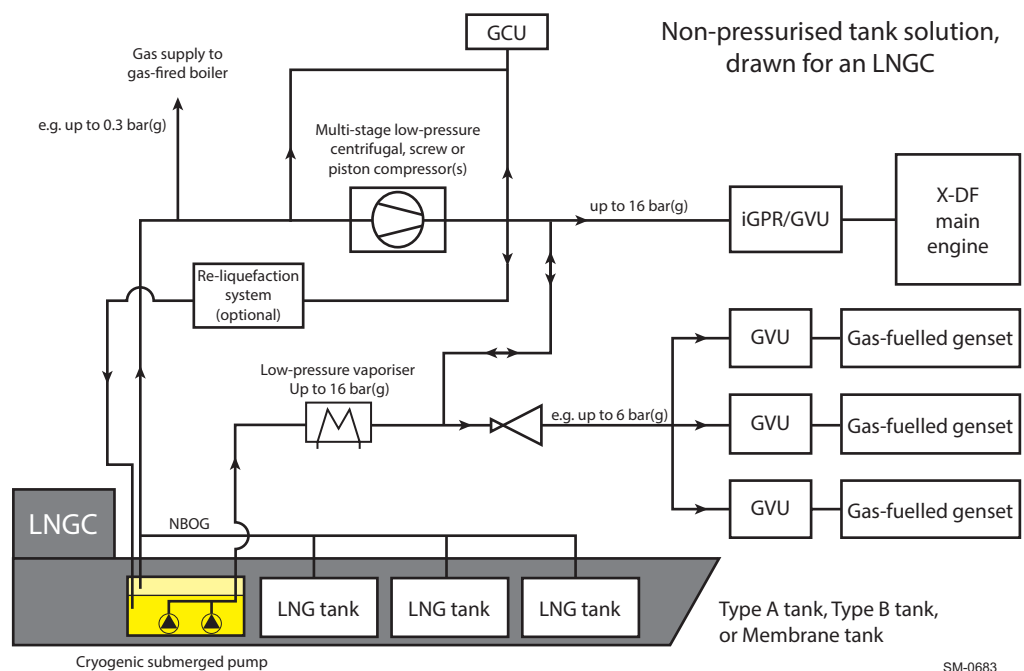 GCU
Non-pressurised tank solution,
drawn for an LNGC
Gas supply to
gas-fired boiler
e.g. up to 0.3 bar(g)
Multi-stage low-pressure
centrifugal, screw or
piston compressor(s)
up to 16 bar(g)
iGPR/GVU
X-DF
main
engine
Re-liquefaction
system
(optional)
GVU
Gas-fuelled genset
Low-pressure vaporiser
Up to 16 bar(g)
e.g. up to 6 bar(g)
GVU
Gas-fuelled genset
GVU
Gas-fuelled genset
LNGC
NBOG
LNG tank
LNG tank
LNG tank
Type A tank, Type B tank,
or Membrane tank
Cryogenic submerged pump
SM-0683